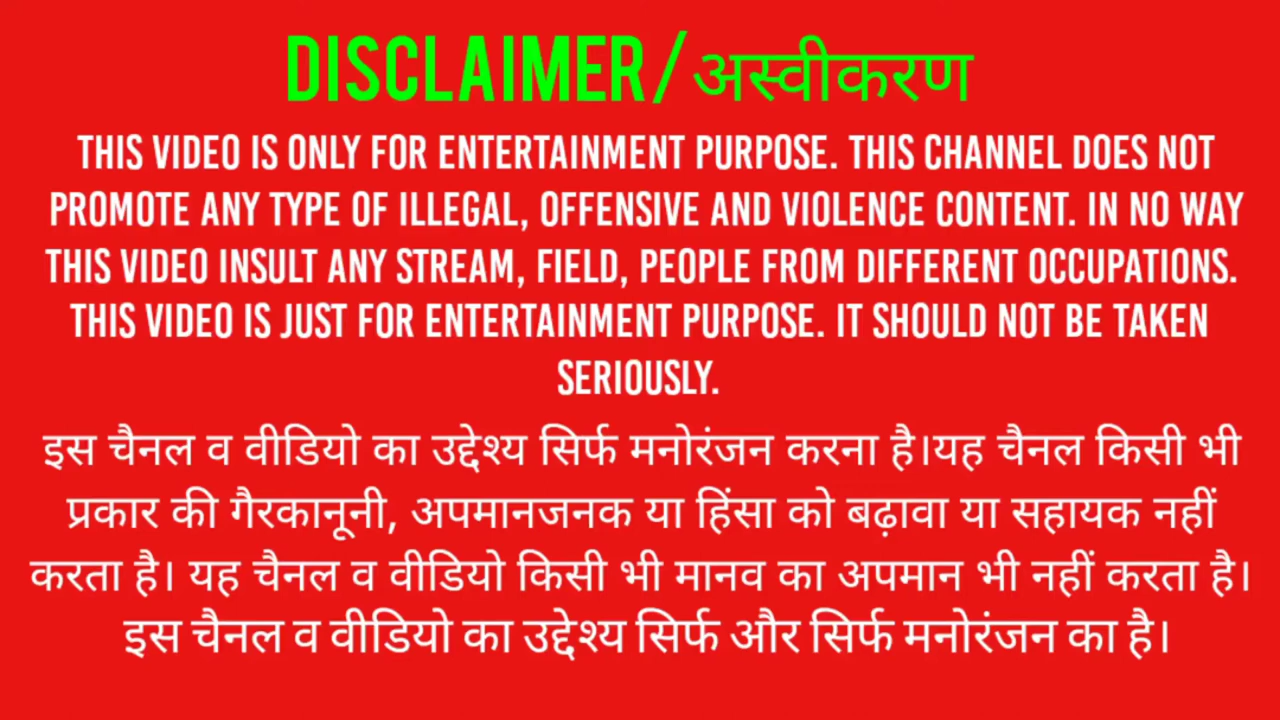 DISCLAIMER/अस्वीकरण
THIS VIDEO IS ONLY FOR ENTERTAINMENT PURPOSE. THIS CHANNEL DOES NOT
PROMOTE ANY TYPE OF ILLEGAL, OFFENSIVE AND VIOLENCE CONTENT. IN NO WAY
THIS VIDEO INSULT ANY STREAM, FIELD, PEOPLE FROM DIFFERENT OCCUPATIONS.
THIS VIDEO IS JUST FOR ENTERTAINMENT PURPOSE. IT SHOULD NOT BE TAKEN
SERIOUSLY.
इस चैनल व वीडियो का उद्देश्य सिर्फ मनोरंजन करना है।यह चैनल किसी भी
प्रकार की गैरकानूनी, अपमानजनक या हिंसा को बढ़ावा या सहायक नहीं
करता है। यह चैनल व वीडियो किसी भी मानव का अपमान भी नहीं करता है।
इस चैनल व वीडियो का उद्देश्य सिर्फ और सिर्फ मनोरंजन का है।